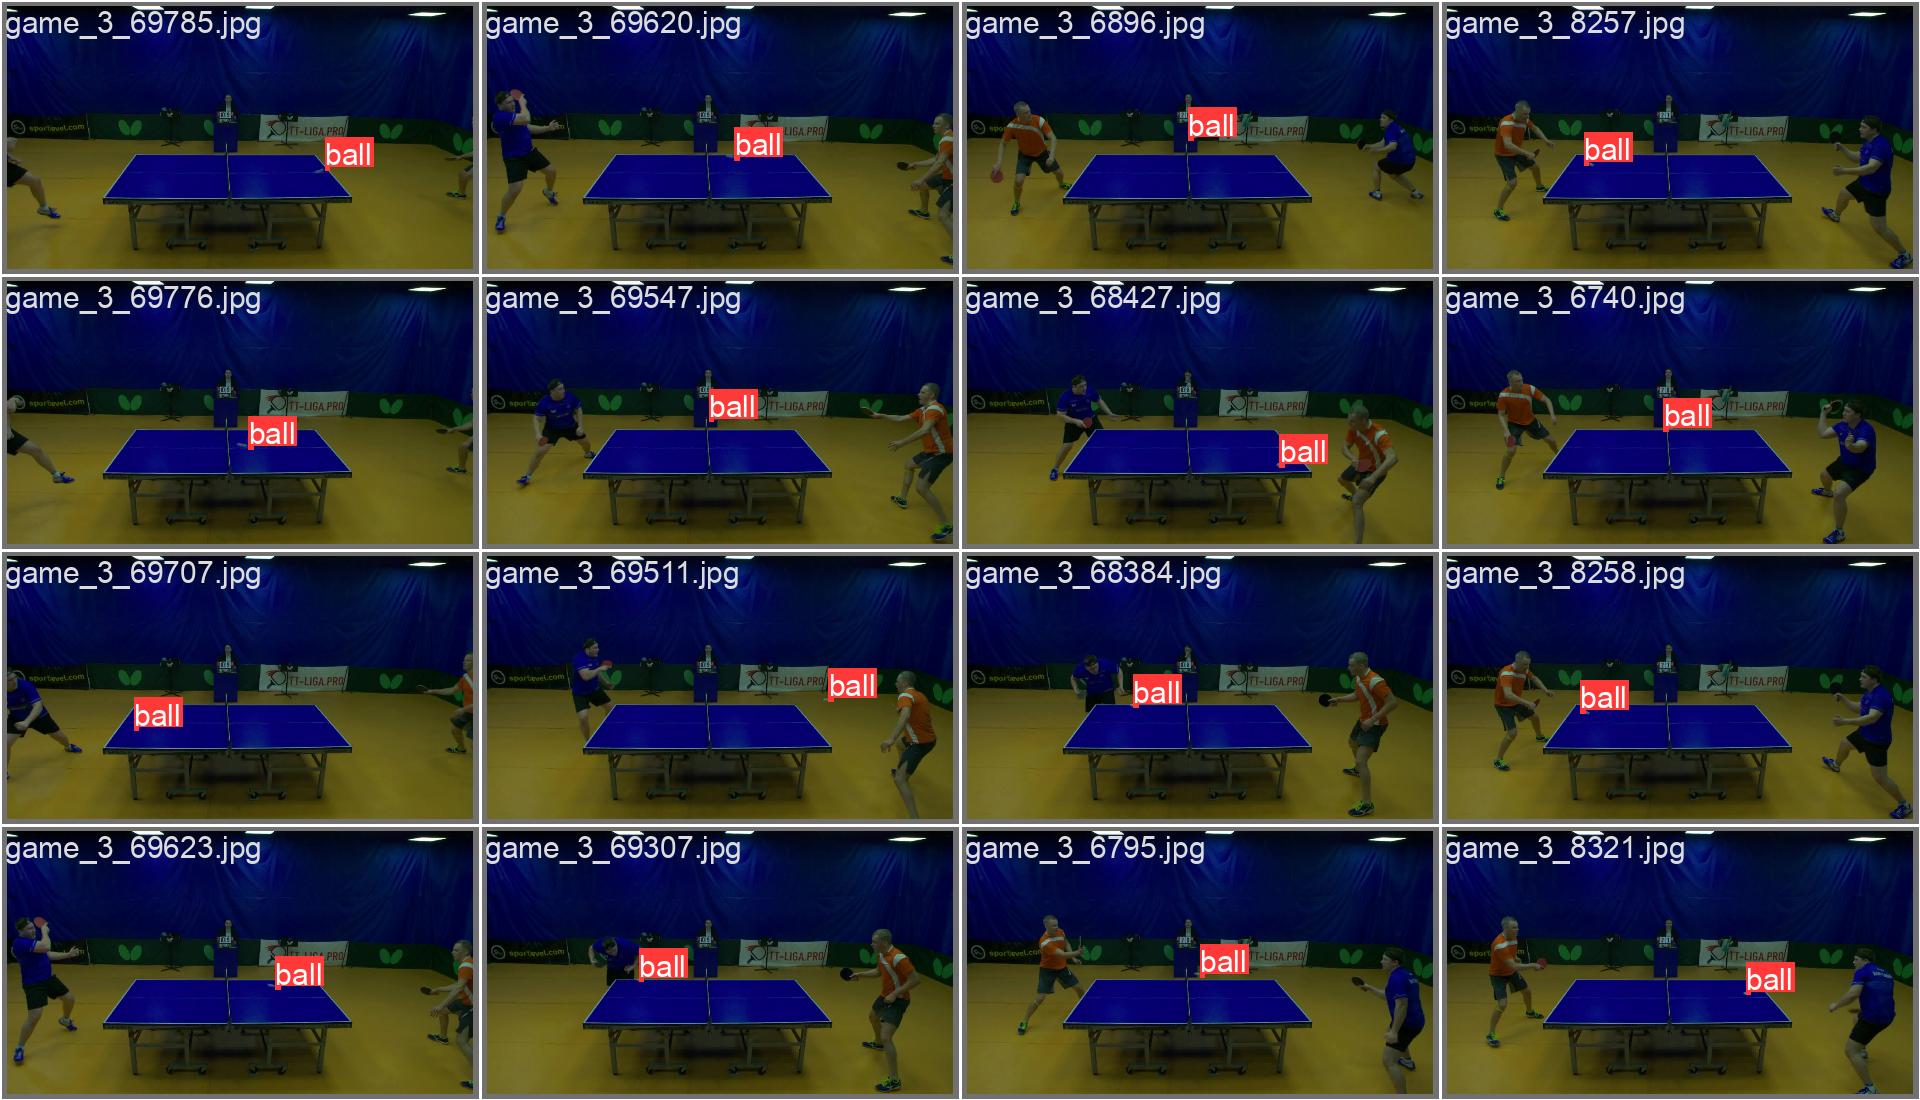 game_3_69785.jpg
sportlevel.com
TT-LIGA.PRO
ball
game_3_69620.jpg
ball
TT-LIGA.PRO
game_3_6896.jpg
ball
TT-LIGA.PRO
game_3_8257.jpg
ball
TT-LIGA.PRO
game_3_69776.jpg
sportlevel.com
TT-LIGA.PRO
ball
game_3_69547.jpg
ball
TT-LIGA.PRO
game_3_68427.jpg
TT-LIGA.PRO
ball
game_3_6740.jpg
TT-LIGA.PRO
ball
game_3_69707.jpg
sportlevel.com
TT-LIGA.PRO
ball
game_3_69511.jpg
sportlevel.com
TT-LIGA.PRO
ball
game_3_68384.jpg
sportlevel.com
TT-LIGA.PRO
ball
game_3_8258.jpg
TT-LIGA.PRO
ball
game_3_69623.jpg
sportlevel.com
TT-LIGA.PRO
ball
game_3_69307.jpg
sportlevel.com
TT-LIGA.PRO
ball
game_3_6795.jpg
TT-LIGA.PRO
ball
game_3_8321.jpg
TT-LIGA.PRO
ball